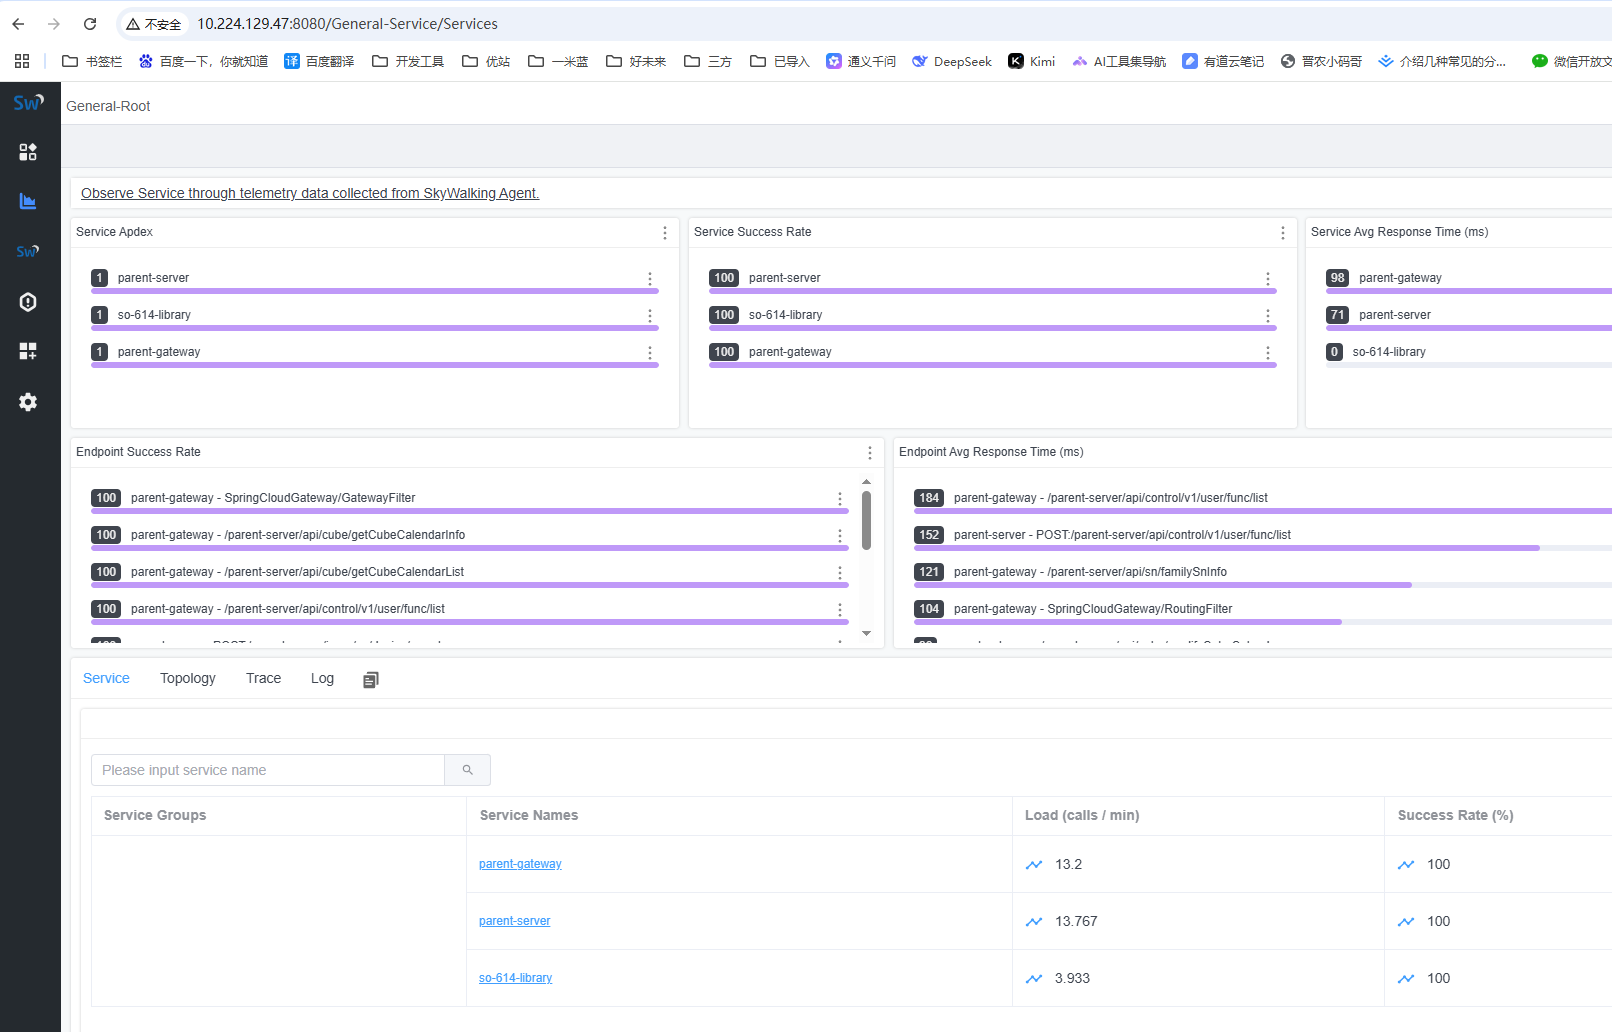 不安全 10.224.129.47:8080/General-Service/Services
书签栏 百度一下，你就知道 译 百度翻译 开发工具 优站 一米蓝 好未来 三方 已导入 通义千问 DeepSeek K Kimi AI工具集导航 有道云笔记 晋农小码哥 介绍几种常见的分... 微信开放文
Sw General-Root
Observe Service through telemetry data collected from SkyWalking Agent.
Sw
Service Apdex
1 parent-server
1 so-614-library
1 parent-gateway
Service Success Rate
100 parent-server
100 so-614-library
100 parent-gateway
Service Avg Response Time (ms)
98 parent-gateway
71 parent-server
0 so-614-library
Endpoint Success Rate
100 parent-gateway - SpringCloudGateway/GatewayFilter
100 parent-gateway - /parent-server/api/cube/getCubeCalendarInfo
100 parent-gateway - /parent-server/api/cube/getCubeCalendarList
100 parent-gateway - /parent-server/api/control/v1/user/func/list
Endpoint Avg Response Time (ms)
184 parent-gateway - /parent-server/api/control/v1/user/func/list
152 parent-server - POST:/parent-server/api/control/v1/user/func/list
121 parent-gateway - /parent-server/api/sn/familySnInfo
104 parent-gateway - SpringCloudGateway/RoutingFilter
Service Topology Trace Log
Please input service name
Service Groups Service Names Load (calls / min) Success Rate (%)
parent-gateway 13.2 100
parent-server 13.767 100
so-614-library 3.933 100